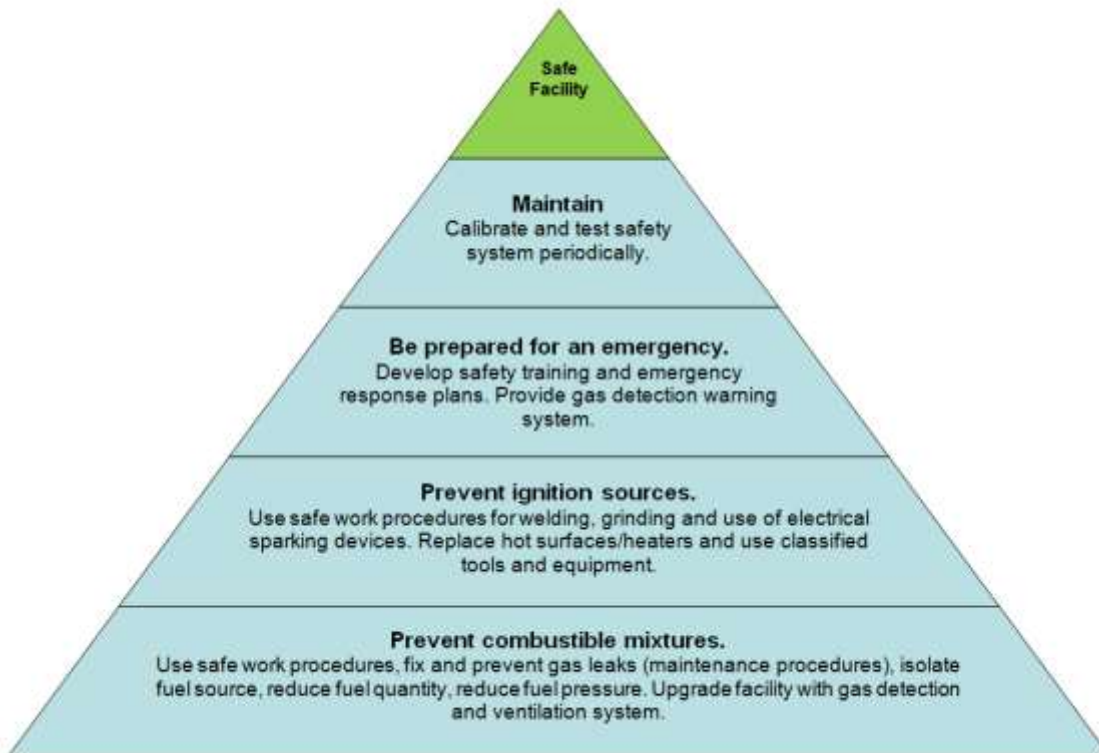 Safe
Facility
Maintain
Calibrate and test safety
system periodically.
Be prepared for an emergency.
Develop safety training and emergency
response plans. Provide gas detection warning
system.
Prevent ignition sources.
Use safe work procedures for welding, grinding and use of electrical
sparking devices. Replace hot surfaces/heaters and use classified
tools and equipment.
Prevent combustible mixtures.
Use safe work procedures, fix and prevent gas leaks (maintenance procedures), isolate
fuel source, reduce fuel quantity, reduce fuel pressure. Upgrade facility with gas detection
and ventilation system.